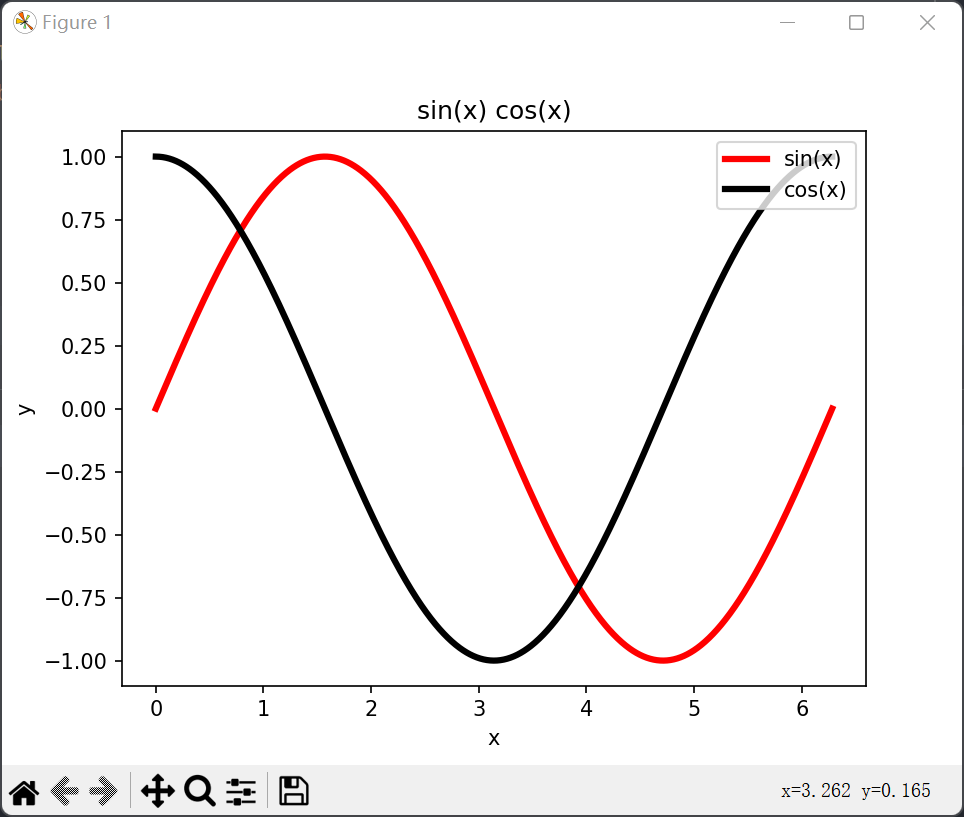 Figure 1
sin(x) cos(x)
sin(x)
cos(x)
1.00
0.75
0.50
0.25
0.00
−0.25
−0.50
−0.75
−1.00
y
0 1 2 3 4 5 6
x
x=3.262 y=0.165